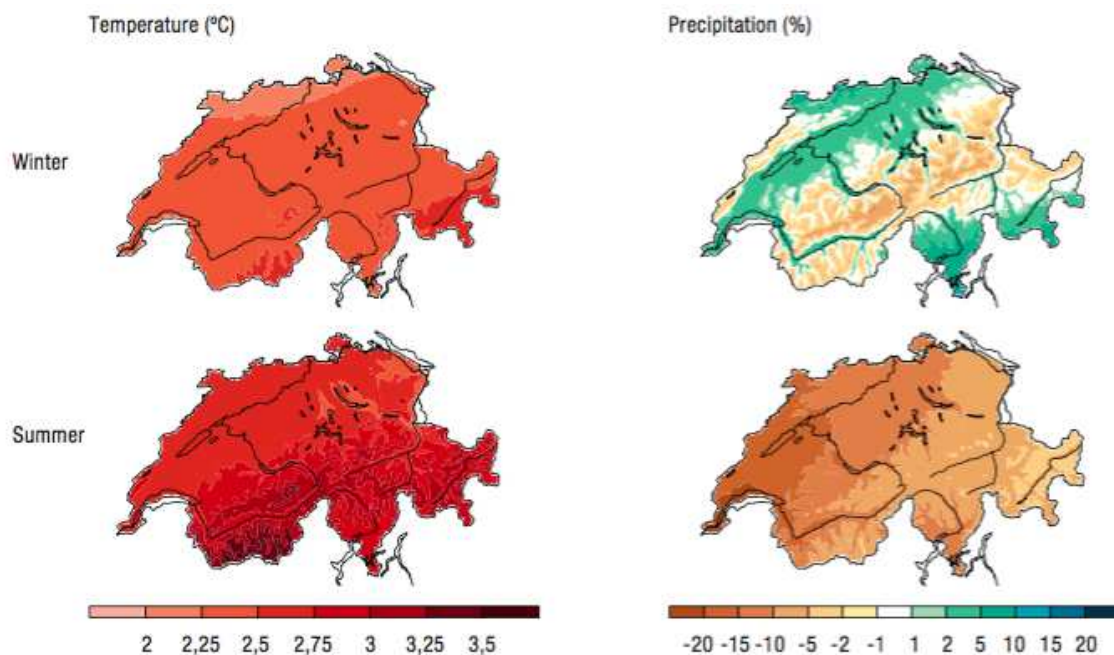 Temperature (ºC)
Precipitation (%)
Winter
Summer
2 2,25 2,5 2,75 3 3,25 3,5
-20 -15 -10 -5 -2 -1 1 2 5 10 15 20